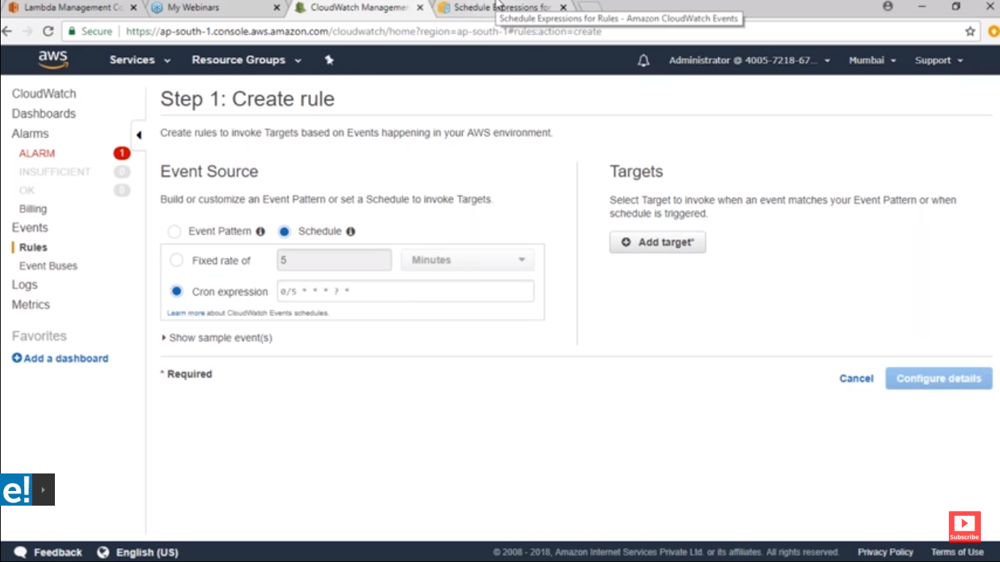 Lambda Management Co
My Webinars
CloudWatch Managemen
Schedule Expressions for
Schedule Expressions for Rules - Amazon CloudWatch Events
Secure
https://ap-south-1.console.aws.amazon.com/cloudwatch/home?region=ap-south-1#rules:action=create
aws
Services
Resource Groups
Administrator @ 4005-7218-67...
Mumbai
Support
CloudWatch
Dashboards
Alarms
ALARM 1
INSUFFICIENT 0
OK 0
Billing
Events
Rules
Event Buses
Logs
Metrics
Favorites
Add a dashboard
Step 1: Create rule
Create rules to invoke Targets based on Events happening in your AWS environment.
Event Source
Build or customize an Event Pattern or set a Schedule to invoke Targets.
Event Pattern
Schedule
Fixed rate of 5 Minutes
Cron expression 0/5 * * * ? *
Learn more about CloudWatch Events schedules.
Show sample event(s)
* Required
Targets
Select Target to invoke when an event matches your Event Pattern or when
schedule is triggered.
Add target*
Cancel
Configure details
e!
Subscribe
Feedback
English (US)
© 2008 - 2018, Amazon Internet Services Private Ltd. or its affiliates. All rights reserved.
Privacy Policy
Terms of Use